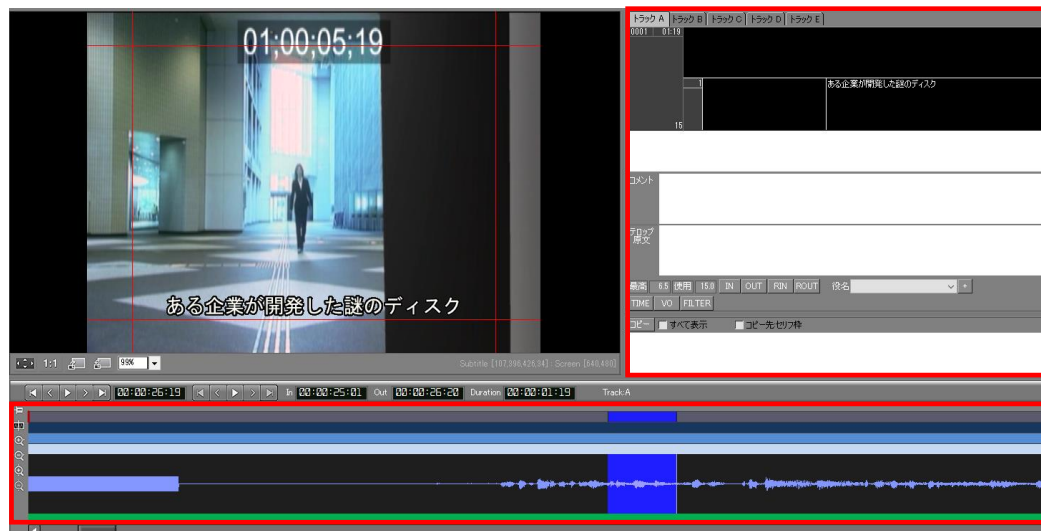 01;00;05;19
ある企業が開発した謎のディスク
1:1
99%
Subtitle [107,396,426,34] : Screen [640,480]
トラック A トラック B トラック C トラック D トラック E
0001 01:19
1
ある企業が開発した謎のディスク
15
コメント
テロップ
原文
最高 6.5 使用 15.0 IN OUT RIN ROUT 役名 +
TIME VO FILTER
コピー すべて表示 コピー先:セリフ枠
00:00:26:19 In 00:00:25:01 Out 00:00:26:20 Duration 00:00:01:19 Track:A